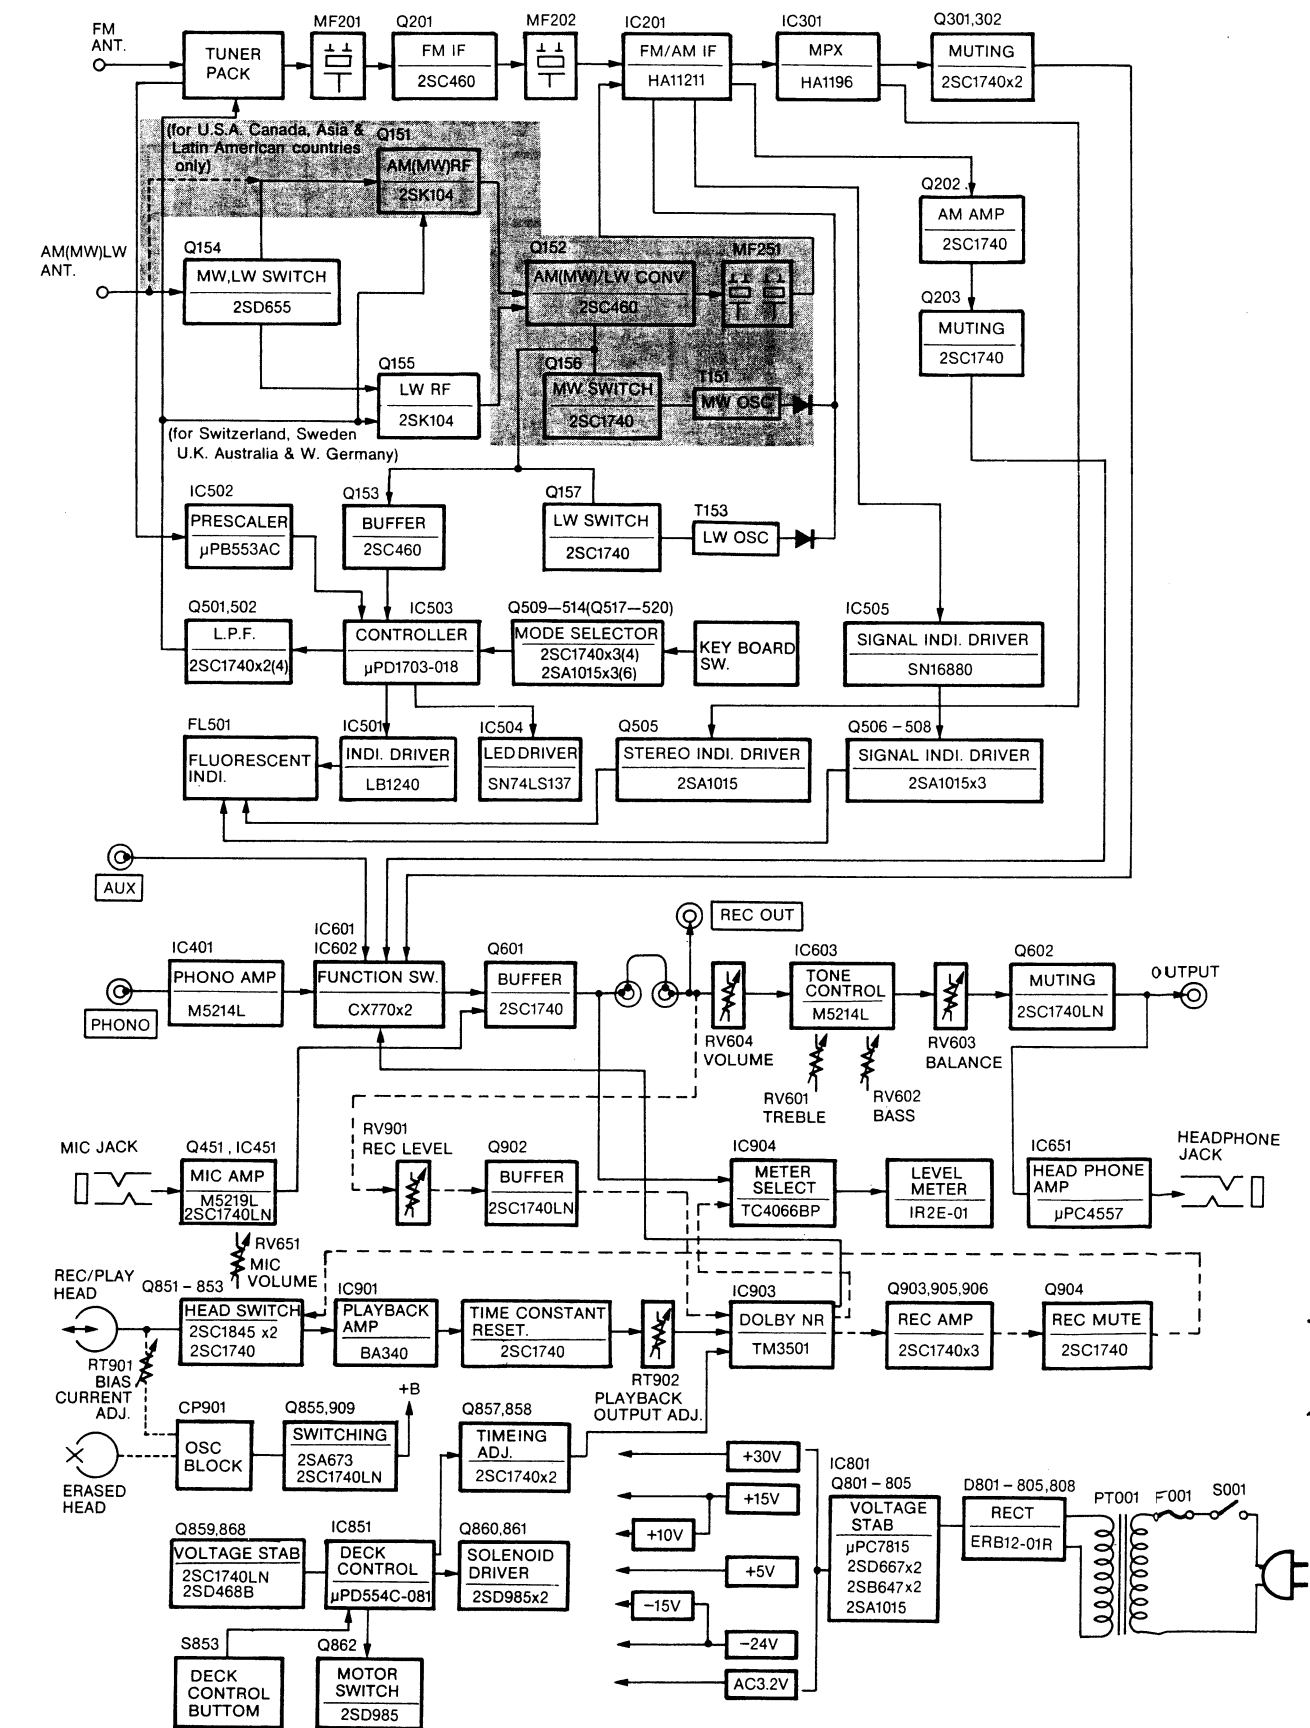 FM
ANT.
TUNER
PACK
MF201
Q201
FM IF
2SC460
MF202
IC201
FM/AM IF
HA11211
IC301
MPX
HA1196
Q301,302
MUTING
2SC1740x2
(for U.S.A. Canada, Asia &
Latin American countries
only)
Q151
AM(MW)RF
2SK104
Q202
AM AMP
2SC1740
AM(MW)LW
ANT.
Q154
MW,LW SWITCH
2SD655
Q152
AM(MW)/LW CONV
2SC460
MF251
Q203
MUTING
2SC1740
Q155
LW RF
2SK104
Q156
MW SWITCH
2SC1740
T151
MW OSC
(for Switzerland, Sweden
U.K. Australia & W. Germany)
IC502
PRESCALER
µPB553AC
Q153
BUFFER
2SC460
Q157
LW SWITCH
2SC1740
T153
LW OSC
Q501,502
L.P.F.
2SC1740x2(4)
IC503
CONTROLLER
µPD1703-018
Q509—514(Q517—520)
MODE SELECTOR
2SC1740x3(4)
2SA1015x3(6)
KEY BOARD
SW.
IC505
SIGNAL INDI. DRIVER
SN16880
FL501
FLUORESCENT
INDI.
IC501
INDI. DRIVER
LB1240
IC504
LED DRIVER
SN74LS137
Q505
STEREO INDI. DRIVER
2SA1015
Q506 – 508
SIGNAL INDI. DRIVER
2SA1015x3
AUX
REC OUT
PHONO
IC401
PHONO AMP
M5214L
IC601
IC602
FUNCTION SW.
CX770x2
Q601
BUFFER
2SC1740
RV604
VOLUME
IC603
TONE
CONTROL
M5214L
RV601
TREBLE
RV602
BASS
RV603
BALANCE
Q602
MUTING
2SC1740LN
OUTPUT
MIC JACK
Q451, IC451
MIC AMP
M5219L
2SC1740LN
RV651
MIC
VOLUME
RV901
REC LEVEL
Q902
BUFFER
2SC1740LN
IC904
METER
SELECT
TC4066BP
LEVEL
METER
IR2E-01
IC651
HEAD PHONE
AMP
µPC4557
HEADPHONE
JACK
REC/PLAY
HEAD
Q851 – 853
HEAD SWITCH
2SC1845 x2
2SC1740
IC901
PLAYBACK
AMP
BA340
TIME CONSTANT
RESET.
2SC1740
RT902
PLAYBACK
OUTPUT ADJ.
IC903
DOLBY NR
TM3501
Q903,905,906
REC AMP
2SC1740x3
Q904
REC MUTE
2SC1740
RT901
BIAS
CURRENT
ADJ.
CP901
OSC
BLOCK
ERASED
HEAD
Q855,909
SWITCHING
2SA673
2SC1740LN
+B
Q857,858
TIMEING
ADJ.
2SC1740x2
Q859,868
VOLTAGE STAB
2SC1740LN
2SD468B
IC851
DECK
CONTROL
µPD554C-081
Q860,861
SOLENOID
DRIVER
2SD985x2
S853
DECK
CONTROL
BUTTOM
Q862
MOTOR
SWITCH
2SD985
+30V
+15V
+10V
+5V
–15V
–24V
AC3.2V
IC801
Q801 – 805
VOLTAGE
STAB
µPC7815
2SD667x2
2SB647x2
2SA1015
D801 – 805,808
RECT
ERB12-01R
PT001
F001
S001